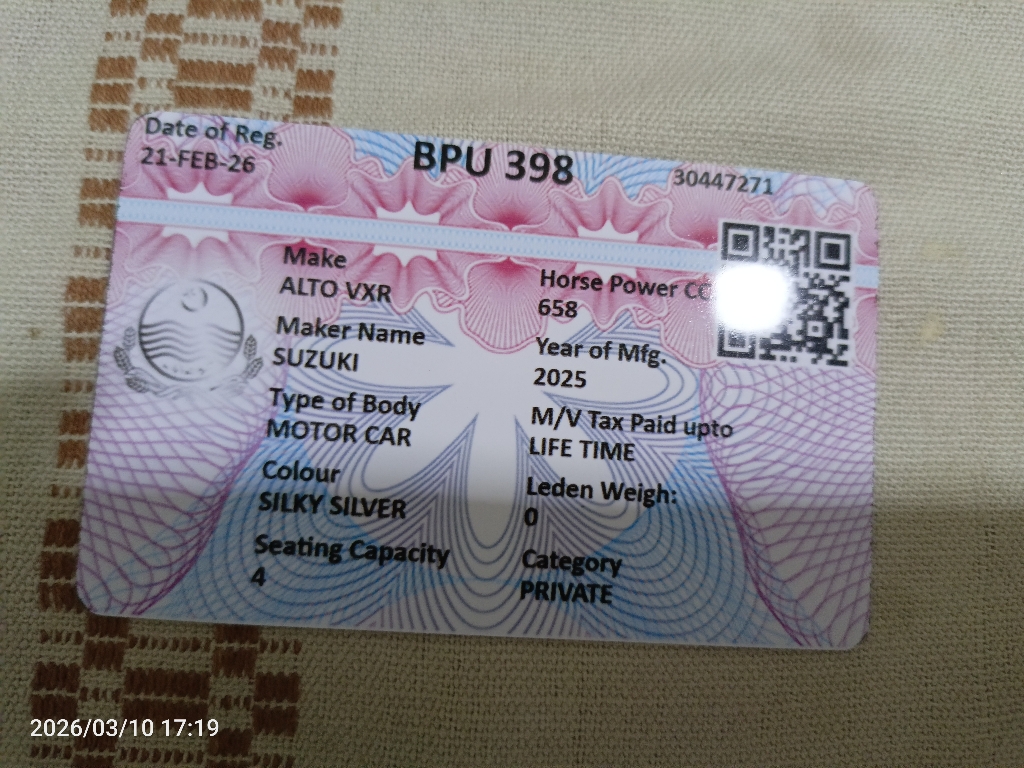 Date of Reg.
21-FEB-26
BPU 398
30447271
Make
ALTO VXR
Maker Name
SUZUKI
Type of Body
MOTOR CAR
Colour
SILKY SILVER
Seating Capacity
4
Horse Power CC
658
Year of Mfg.
2025
M/V Tax Paid upto
LIFE TIME
Leden Weigh:
0
Category
PRIVATE
2026/03/10 17:19